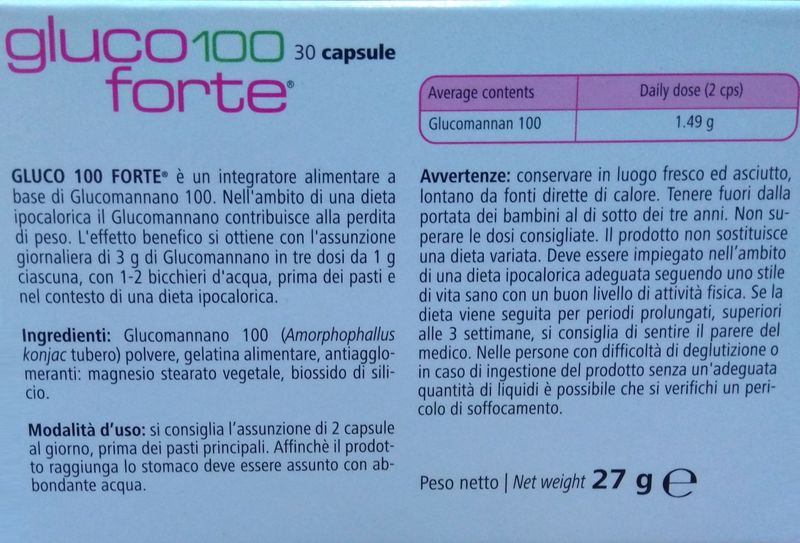 gluco100 30 capsule
forte®
Average contents Daily dose (2 cps)
Glucomannan 100 1.49 g
GLUCO 100 FORTE® è un integratore alimentare a
base di Glucomannano 100. Nell'ambito di una dieta
ipocalorica il Glucomannano contribuisce alla perdita
di peso. L'effetto benefico si ottiene con l'assunzione
giornaliera di 3 g di Glucomannano in tre dosi da 1 g
ciascuna, con 1-2 bicchieri d'acqua, prima dei pasti e
nel contesto di una dieta ipocalorica.
Ingredienti: Glucomannano 100 (Amorphophallus
konjac tubero) polvere, gelatina alimentare, antiagglo-
meranti: magnesio stearato vegetale, biossido di sili-
cio.
Modalità d'uso: si consiglia l'assunzione di 2 capsule
al giorno, prima dei pasti principali. Affinchè il prodot-
to raggiunga lo stomaco deve essere assunto con ab-
bondante acqua.
Avvertenze: conservare in luogo fresco ed asciutto,
lontano da fonti dirette di calore. Tenere fuori dalla
portata dei bambini al di sotto dei tre anni. Non su-
perare le dosi consigliate. Il prodotto non sostituisce
una dieta variata. Deve essere impiegato nell'ambito
di una dieta ipocalorica adeguata seguendo uno stile
di vita sano con un buon livello di attività fisica. Se la
dieta viene seguita per periodi prolungati, superiori
alle 3 settimane, si consiglia di sentire il parere del
medico. Nelle persone con difficoltà di deglutizione o
in caso di ingestione del prodotto senza un'adeguata
quantità di liquidi è possibile che si verifichi un peri-
colo di soffocamento.
Peso netto | Net weight 27 g ℮